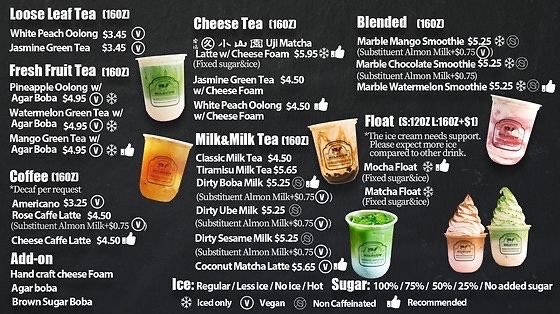 Loose Leaf Tea (16OZ)
White Peach Oolong $3.45 V
Jasmine Green Tea $3.45 V
Fresh Fruit Tea (16OZ)
Pineapple Oolong w/
Agar Boba $4.95 V
Watermelon Green Tea w/
Agar Boba $4.95 V
Mango Green Tea w/
Agar Boba $4.95 V
Coffee (16OZ)
*Decaf per request
Americano $3.25 V
Rose Caffe Latte $4.50
(Substituent Almon Milk+$0.75 V)
Cheese Caffe Latte $4.50
Add-on
Hand craft cheese Foam
Agar boba
Brown Sugar Boba
Cheese Tea (16OZ)
小山園 Uji Matcha
Latte w/Cheese Foam $5.95
(Fixed sugar&ice)
Jasmine Green Tea $4.50
w/ Cheese Foam
White Peach Oolong $4.50
w/ Cheese Foam
Milk&Milk Tea (16OZ)
Classic Milk Tea $4.50
Tiramisu Milk Tea $5.65
Dirty Boba Milk $5.25 S
(Substituent Almon Milk+$0.75 V)
Dirty Ube Milk $5.25 S
(Substituent Almon Milk+$0.75 V)
Dirty Sesame Milk $5.25 S
(Substituent Almon Milk+$0.75 V)
Coconut Matcha Latte $5.65 V
Blended (16OZ)
Marble Mango Smoothie $5.25 S
(Substituent Almon Milk+$0.75 V)
Marble Chocolate Smoothie $5.25 S
(Substituent Almon Milk+$0.75)
Marble Watermelon Smoothie $5.25 S
Float (S:12OZ L:16OZ+$1)
*The ice cream needs support.
Please expect more ice
compared to other drink.
Mocha Float
(Fixed sugar&ice)
Matcha Float
(Fixed sugar&ice)
Ice: Regular / Less Ice / No Ice / Hot Sugar: 100% / 75% / 50% / 25% / No added sugar
Iced only V Vegan S Non Caffeinated Recommended